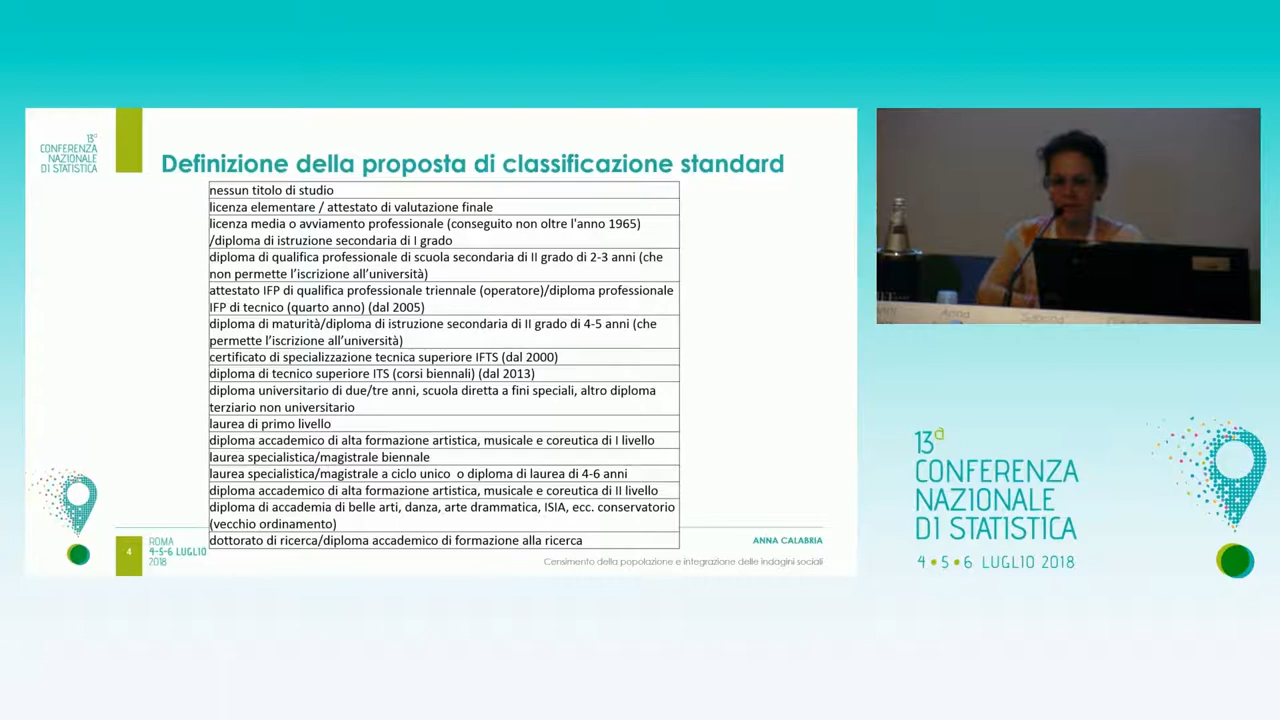 13ª
CONFERENZA
NAZIONALE
DI STATISTICA
Definizione della proposta di classificazione standard
nessun titolo di studio
licenza elementare / attestato di valutazione finale
licenza media o avviamento professionale (conseguito non oltre l'anno 1965)
/diploma di istruzione secondaria di I grado
diploma di qualifica professionale di scuola secondaria di II grado di 2-3 anni (che
non permette l'iscrizione all'università)
attestato IFP di qualifica professionale triennale (operatore)/diploma professionale
IFP di tecnico (quarto anno) (dal 2005)
diploma di maturità/diploma di istruzione secondaria di II grado di 4-5 anni (che
permette l'iscrizione all'università)
certificato di specializzazione tecnica superiore IFTS (dal 2000)
diploma di tecnico superiore ITS (corsi biennali) (dal 2013)
diploma universitario di due/tre anni, scuola diretta a fini speciali, altro diploma
terziario non universitario
laurea di primo livello
diploma accademico di alta formazione artistica, musicale e coreutica di I livello
laurea specialistica/magistrale biennale
laurea specialistica/magistrale a ciclo unico o diploma di laurea di 4-6 anni
diploma accademico di alta formazione artistica, musicale e coreutica di II livello
diploma di accademia di belle arti, danza, arte drammatica, ISIA, ecc. conservatorio
(vecchio ordinamento)
dottorato di ricerca/diploma accademico di formazione alla ricerca
4
ROMA
4-5-6 LUGLIO
2018
ANNA CALABRIA
Censimento della popolazione e integrazione delle indagini sociali
Anna
13ª
CONFERENZA
NAZIONALE
DI STATISTICA
4 • 5 • 6 LUGLIO 2018